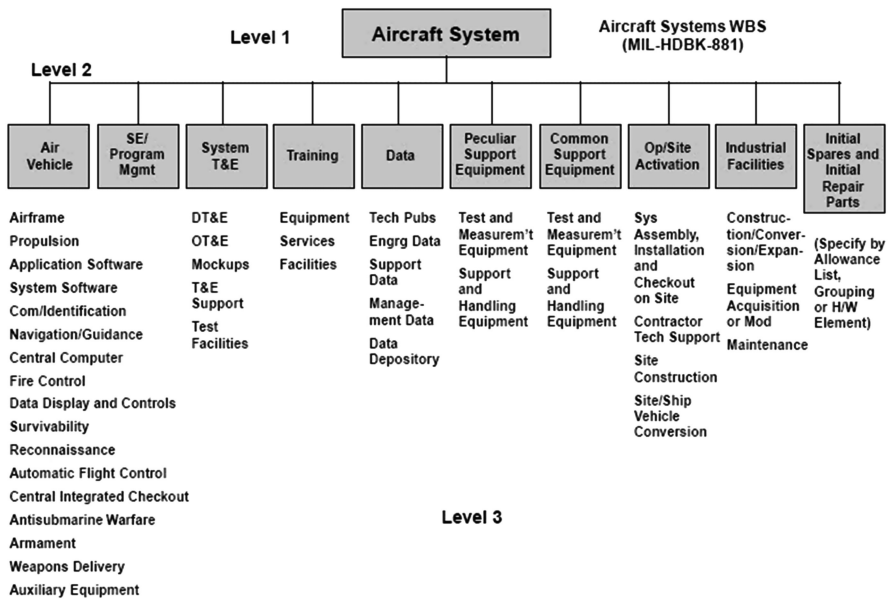 Level 1
Aircraft System
Aircraft Systems WBS
(MIL-HDBK-881)
Level 2
Air
Vehicle
SE/
Program
Mgmt
System
T&E
Training
Data
Peculiar
Support
Equipment
Common
Support
Equipment
Op/Site
Activation
Industrial
Facilities
Initial
Spares and
Initial
Repair
Parts
Airframe
Propulsion
Application Software
System Software
Com/Identification
Navigation/Guidance
Central Computer
Fire Control
Data Display and Controls
Survivability
Reconnaissance
Automatic Flight Control
Central Integrated Checkout
Antisubmarine Warfare
Armament
Weapons Delivery
Auxiliary Equipment
DT&E
OT&E
Mockups
T&E
Support
Test
Facilities
Equipment
Services
Facilities
Tech Pubs
Engrg Data
Support
Data
Manage-
ment Data
Data
Depository
Test and
Measurem't
Equipment
Support
and
Handling
Equipment
Test and
Measurem't
Equipment
Support
and
Handling
Equipment
Sys
Assembly,
Installation
and
Checkout
on Site
Contractor
Tech Support
Site
Construction
Site/Ship
Vehicle
Conversion
Construc-
tion/Conver-
sion/Expan-
sion
Equipment
Acquisition
or Mod
Maintenance
(Specify by
Allowance
List,
Grouping
or H/W
Element)
Level 3